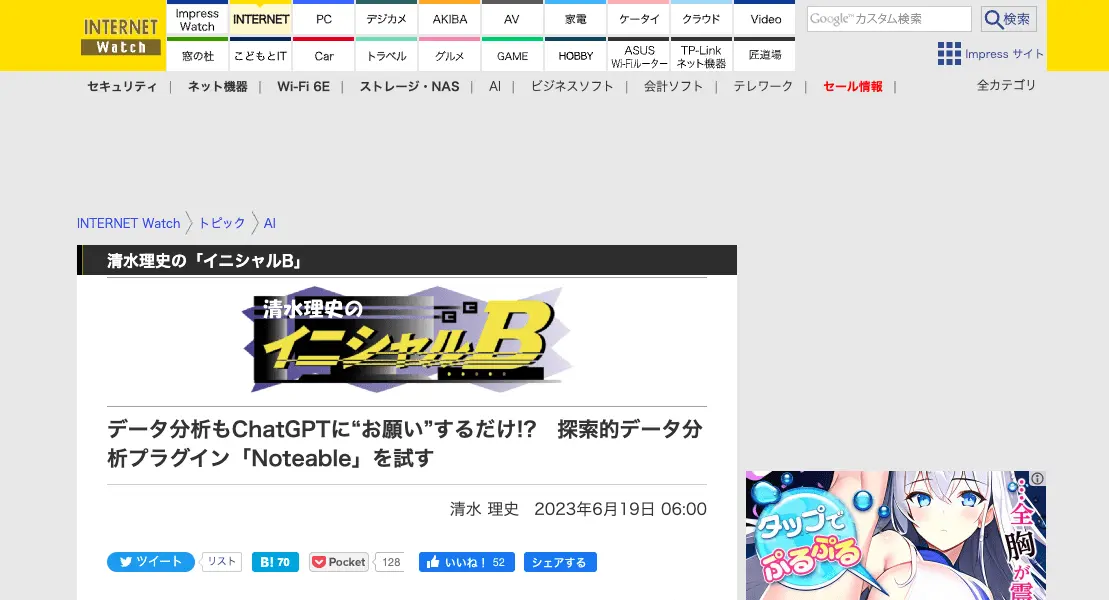 INTERNET
Watch
Impress
Watch
INTERNET
PC
デジカメ
AKIBA
AV
家電
ケータイ
クラウド
Video
窓の杜
こどもとIT
Car
トラベル
グルメ
GAME
HOBBY
ASUS
Wi-Fiルーター
TP-Link
ネット機器
匠道場
Google™カスタム検索
検索
Impress サイト
セキュリティ | ネット機器 | Wi-Fi 6E | ストレージ・NAS | AI | ビジネスソフト | 会計ソフト | テレワーク | セール情報 |
全カテゴリ
INTERNET Watch 〉トピック 〉AI
清水理史の「イニシャルB」
清水理史の
イニシャルB
データ分析もChatGPTに“お願い”するだけ!?　探索的データ分
析プラグイン「Noteable」を試す
清水 理史　2023年6月19日 06:00
ツイート
リスト
B! 70
Pocket
128
いいね！ 52
シェアする
タップで
ぷるぷる
…全胸が震